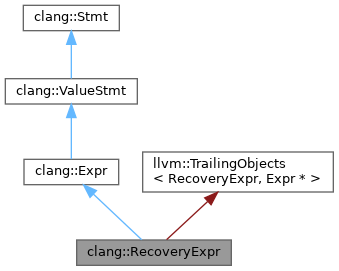 clang::Stmt
clang::ValueStmt
clang::Expr
llvm::TrailingObjects
< RecoveryExpr, Expr * >
clang::RecoveryExpr